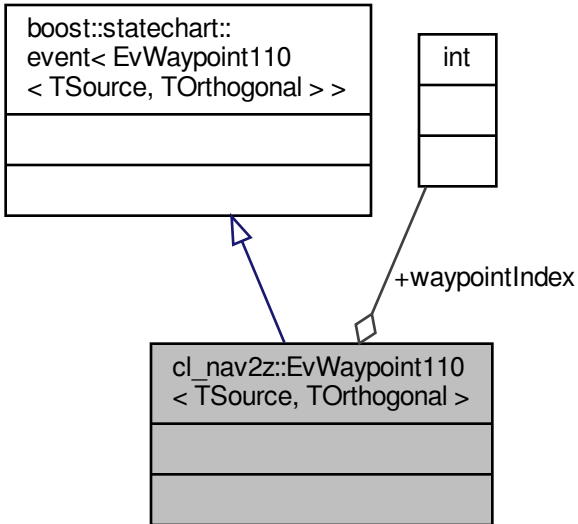 boost::statechart::
event< EvWaypoint110
< TSource, TOrthogonal > >
int
+waypointIndex
cl_nav2z::EvWaypoint110
< TSource, TOrthogonal >